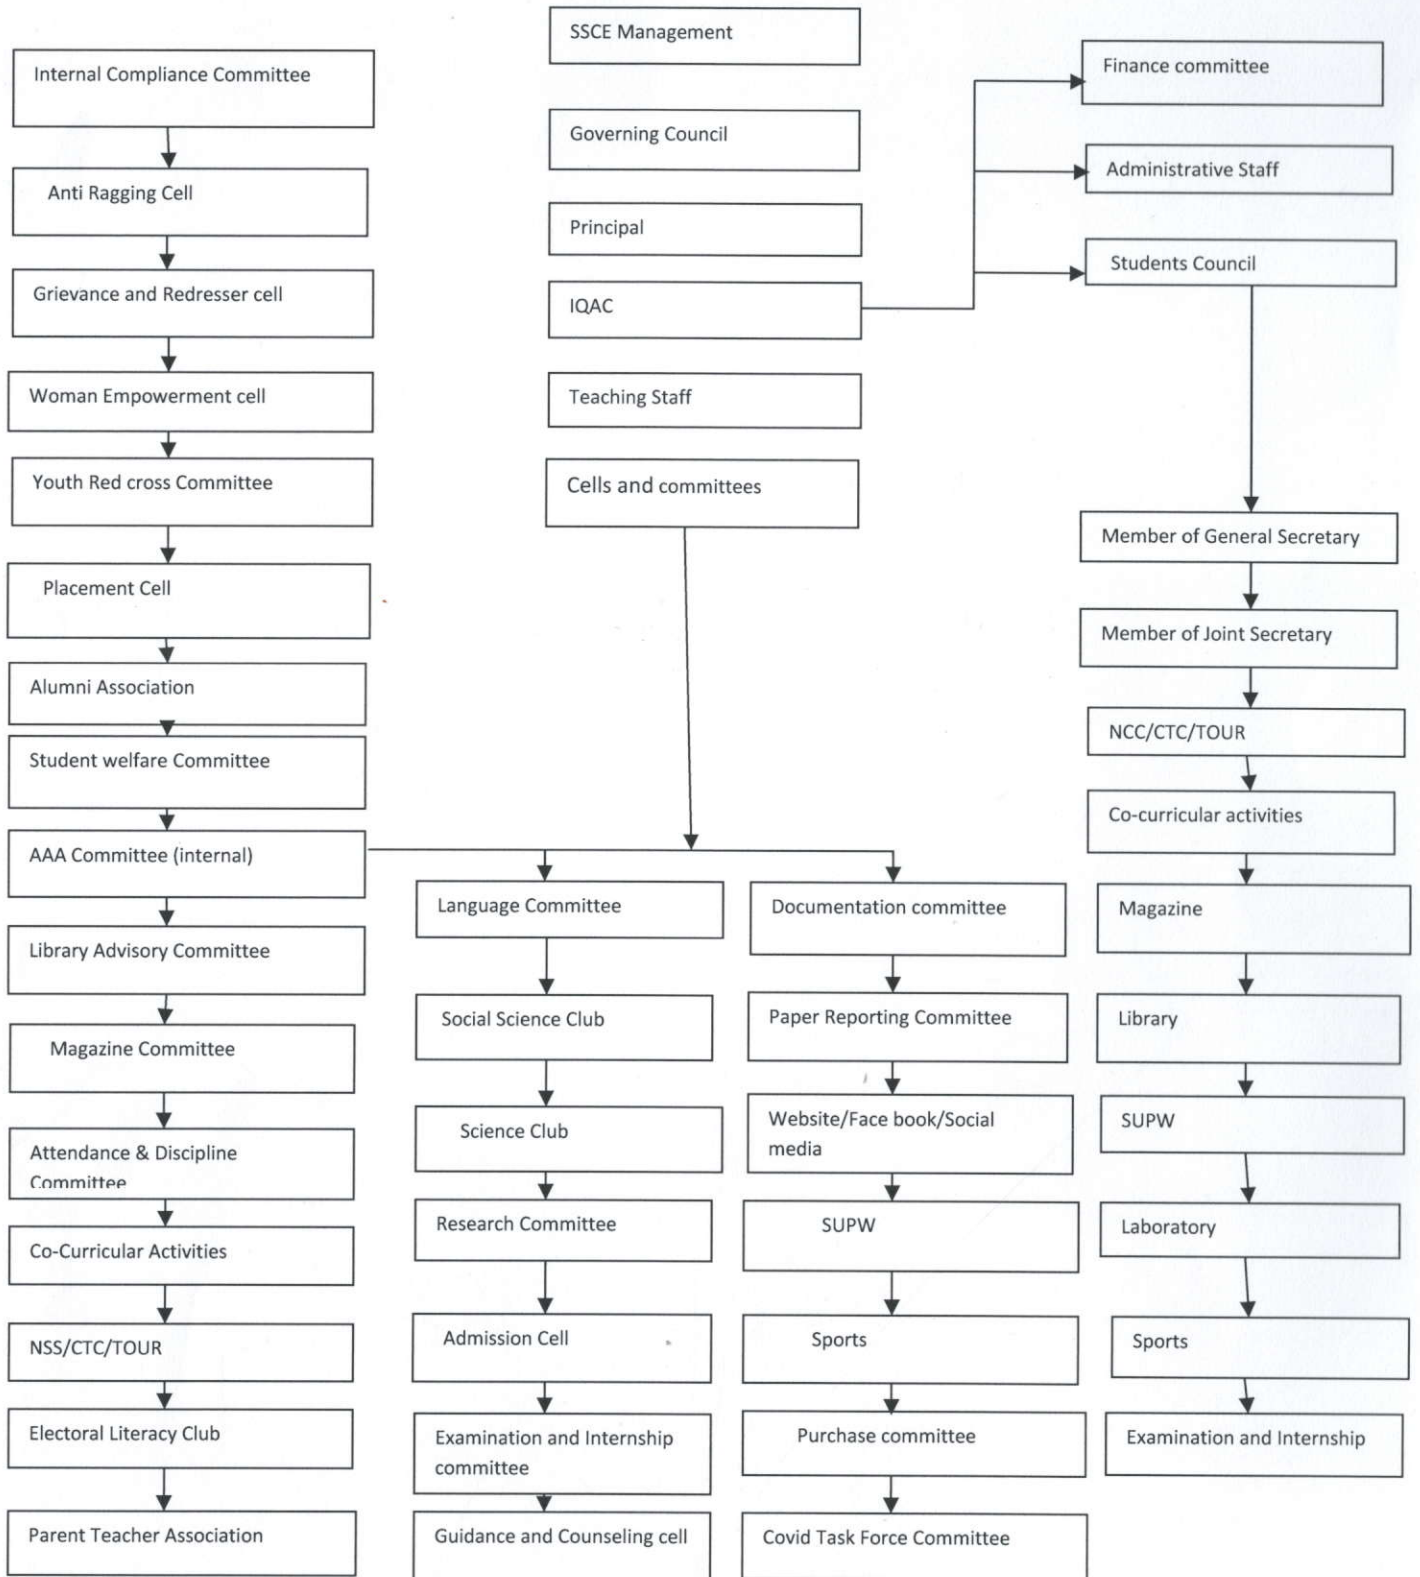 SSCE Management
Internal Compliance Committee
Finance committee
Governing Council
Anti Ragging Cell
Administrative Staff
Principal
Grievance and Redresser cell
Students Council
IQAC
Woman Empowerment cell
Teaching Staff
Youth Red cross Committee
Cells and committees
Member of General Secretary
Placement Cell
Member of Joint Secretary
Alumni Association
NCC/CTC/TOUR
Student welfare Committee
Co-curricular activities
AAA Committee (internal)
Language Committee
Documentation committee
Magazine
Library Advisory Committee
Social Science Club
Paper Reporting Committee
Library
Magazine Committee
Science Club
Website/Face book/Social
media
SUPW
Attendance & Discipline
Committee
Research Committee
SUPW
Laboratory
Co-Curricular Activities
NSS/CTC/TOUR
Admission Cell
Sports
Sports
Electoral Literacy Club
Examination and Internship
committee
Purchase committee
Examination and Internship
Parent Teacher Association
Guidance and Counseling cell
Covid Task Force Committee